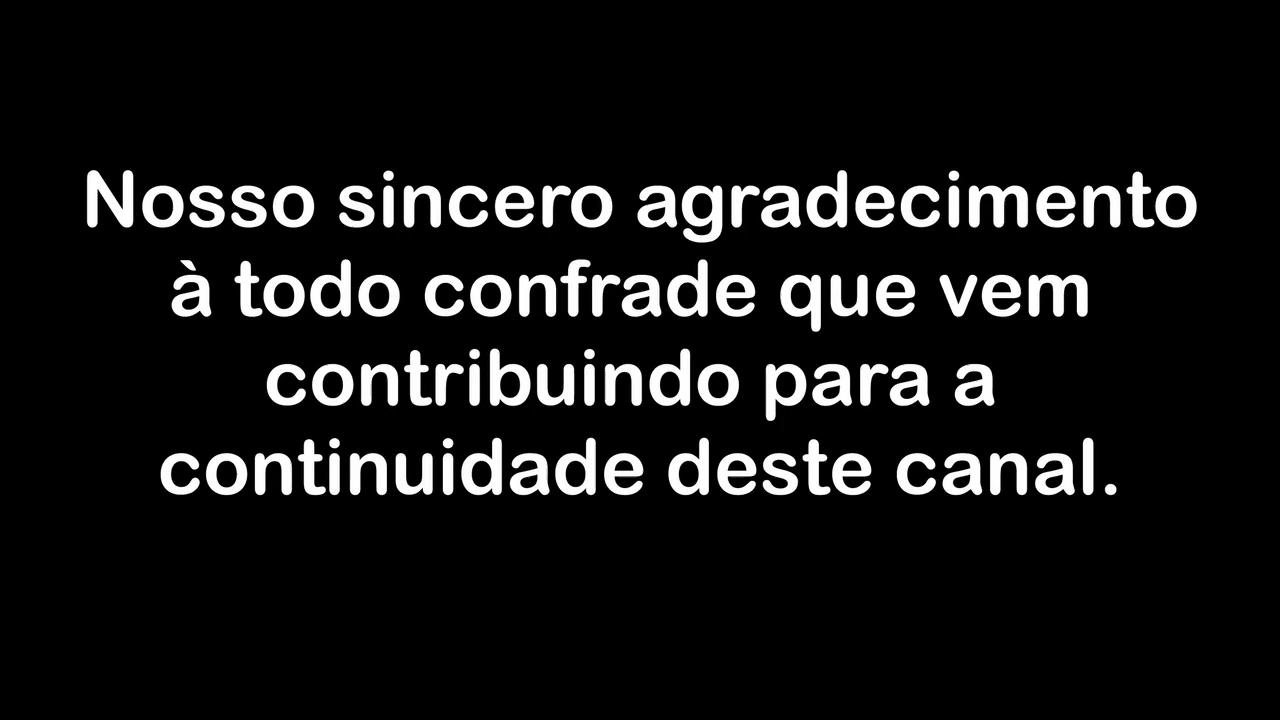 Nosso sincero agradecimento
à todo confrade que vem
contribuindo para a
continuidade deste canal.